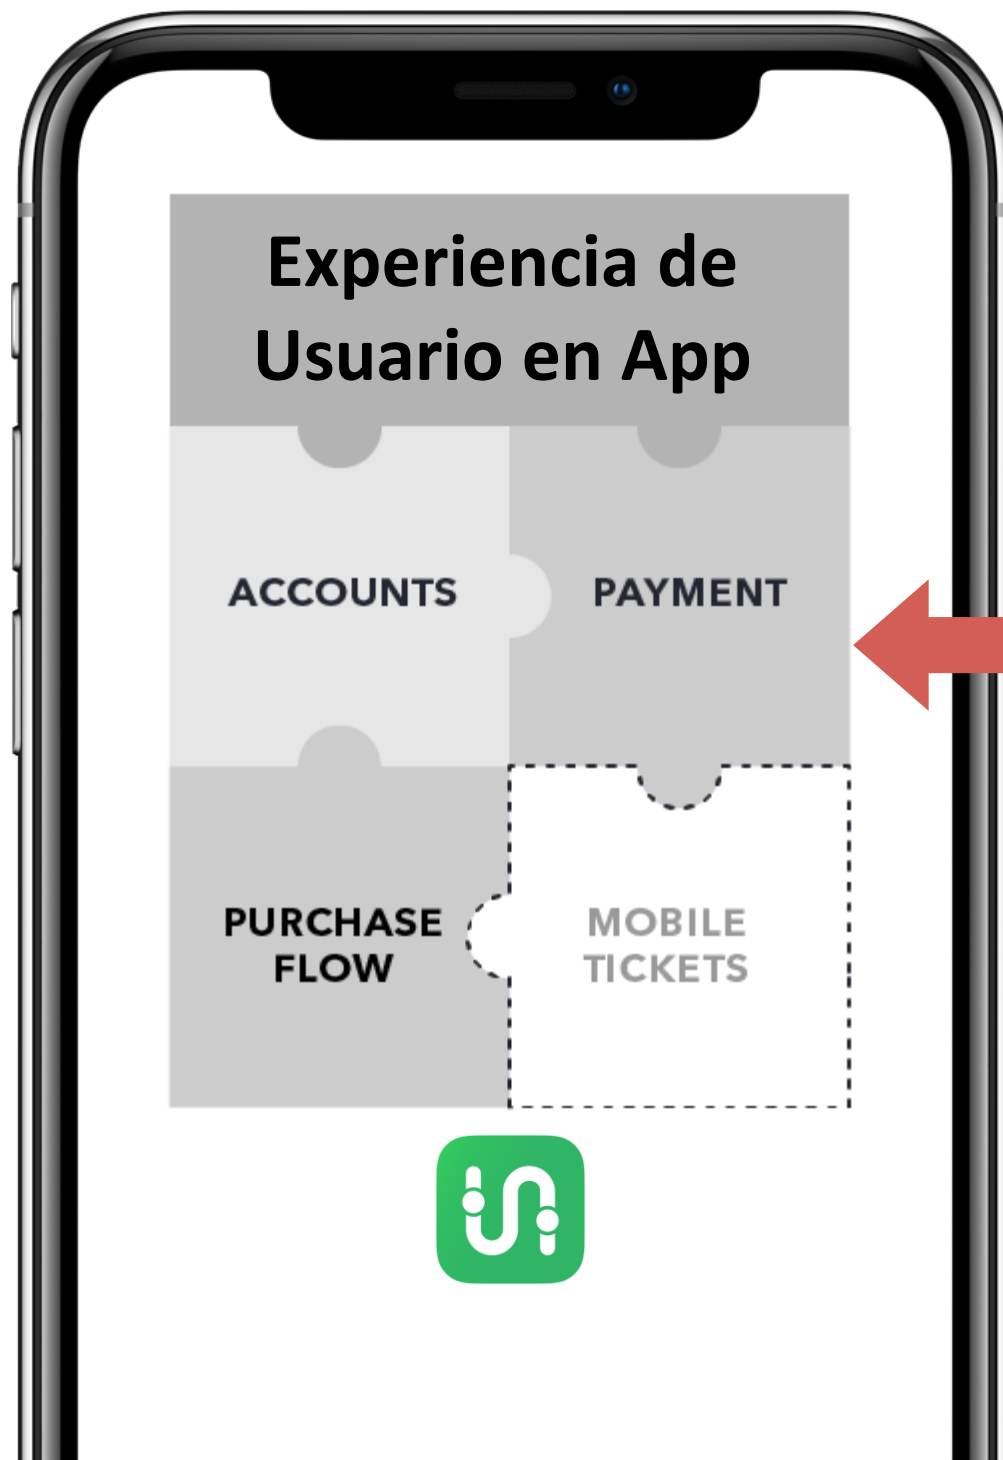 Experiencia de
Usuario en App
ACCOUNTS
PAYMENT
PURCHASE
FLOW
MOBILE
TICKETS